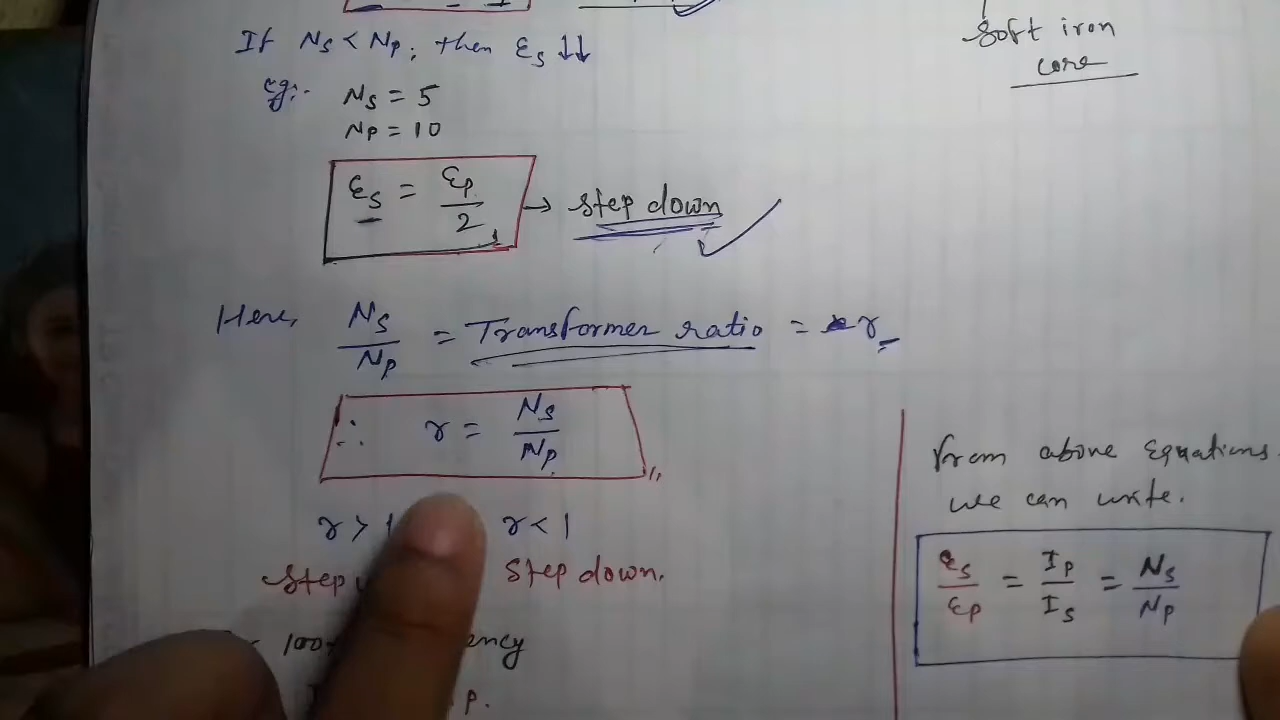 If Ns < Np, then εs ↓↓
eg:- Ns = 5
Np = 10
εs = εp/2 → step down
Here, Ns/Np = Transformer ratio = r
∴ r = Ns/Np
r > 1 r < 1
Step step down.
100%
p.
soft iron
core
from above equations
we can write.
εs/εp = Ip/Is = Ns/Np